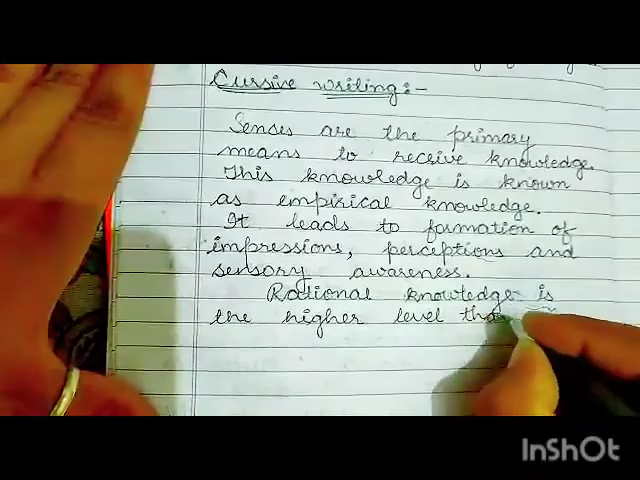 Cursive writing:-
Senses are the primary
means to receive knowledge.
This knowledge is known
as empirical knowledge.
It leads to formation of
impressions, perceptions and
sensory awareness.
Rational knowledge is
the higher level tha
InShOt